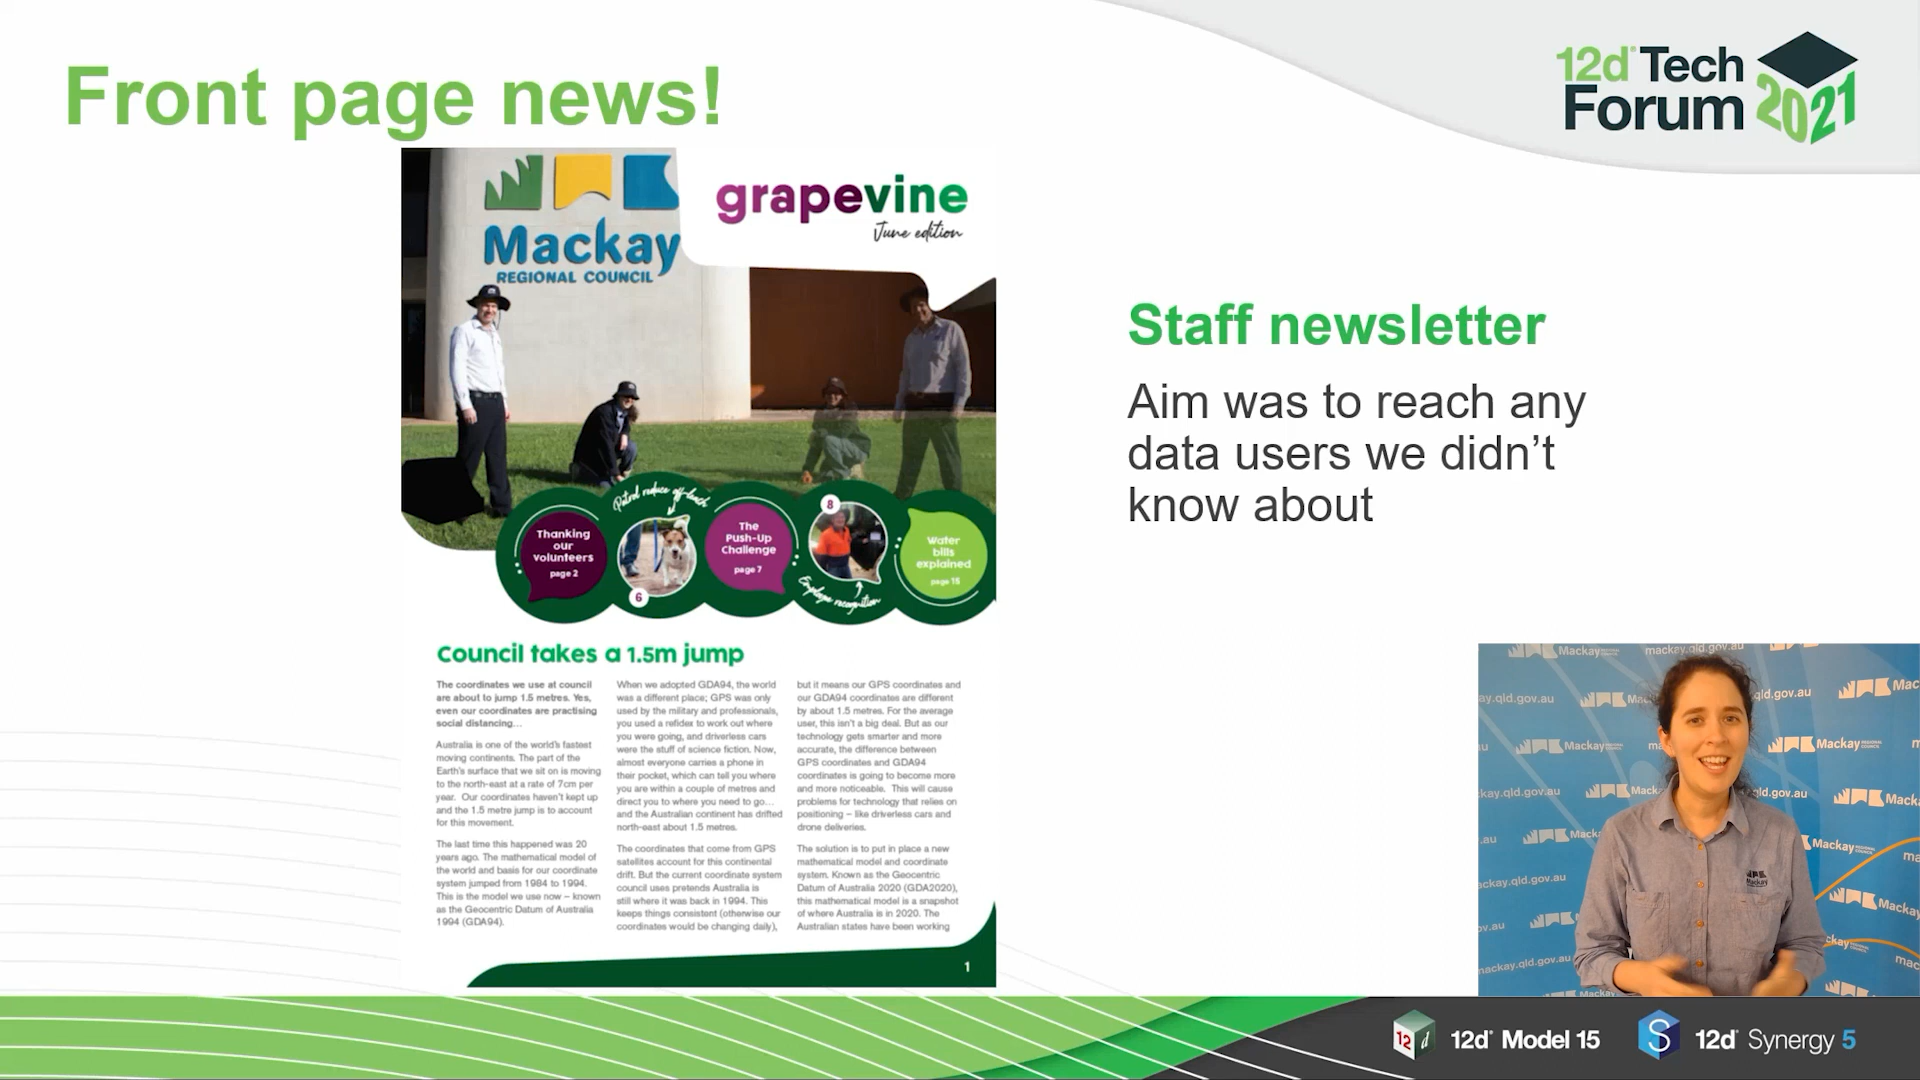 Front page news!
12d Tech
Forum 2021
Mackay
REGIONAL COUNCIL
grapevine
June edition
Thanking
our
volunteers
page 2
Patrol reduce off-leash
6
The
Push-Up
Challenge
page 7
8
Employee recognition
Water
bills
explained
page 15
Council takes a 1.5m jump
The coordinates we use at council
are about to jump 1.5 metres. Yes,
even our coordinates are practising
social distancing...
Australia is one of the world's fastest
moving continents. The part of the
Earth's surface that we sit on is moving
to the north-east at a rate of 7cm per
year. Our coordinates haven't kept up
and the 1.5 metre jump is to account
for this movement.
The last time this happened was 20
years ago. The mathematical model of
the world and basis for our coordinate
system jumped from 1984 to 1994.
This is the model we use now – known
as the Geocentric Datum of Australia
1994 (GDA94).
When we adopted GDA94, the world
was a different place; GPS was only
used by the military and professionals,
you used a refidex to work out where
you were going, and driverless cars
were the stuff of science fiction. Now,
almost everyone carries a phone in
their pocket, which can tell you where
you are within a couple of metres and
direct you to where you need to go...
and the Australian continent has drifted
north-east about 1.5 metres.
The coordinates that come from GPS
satellites account for this continental
drift. But the current coordinate system
council uses pretends Australia is
still where it was back in 1994. This
keeps things consistent (otherwise our
coordinates would be changing daily),
but it means our GPS coordinates and
our GDA94 coordinates are different
by about 1.5 metres. For the average
user, this isn't a big deal. But as our
technology gets smarter and more
accurate, the difference between
GPS coordinates and GDA94
coordinates is going to become more
and more noticeable. This will cause
problems for technology that relies on
positioning – like driverless cars and
drone deliveries.
The solution is to put in place a new
mathematical model and coordinate
system. Known as the Geocentric
Datum of Australia 2020 (GDA2020),
this mathematical model is a snapshot
of where Australia is in 2020. The
Australian states have been working
1
Staff newsletter
Aim was to reach any
data users we didn't
know about
Mackay
mackay.qld.gov.au
12d Model 15
12d Synergy 5